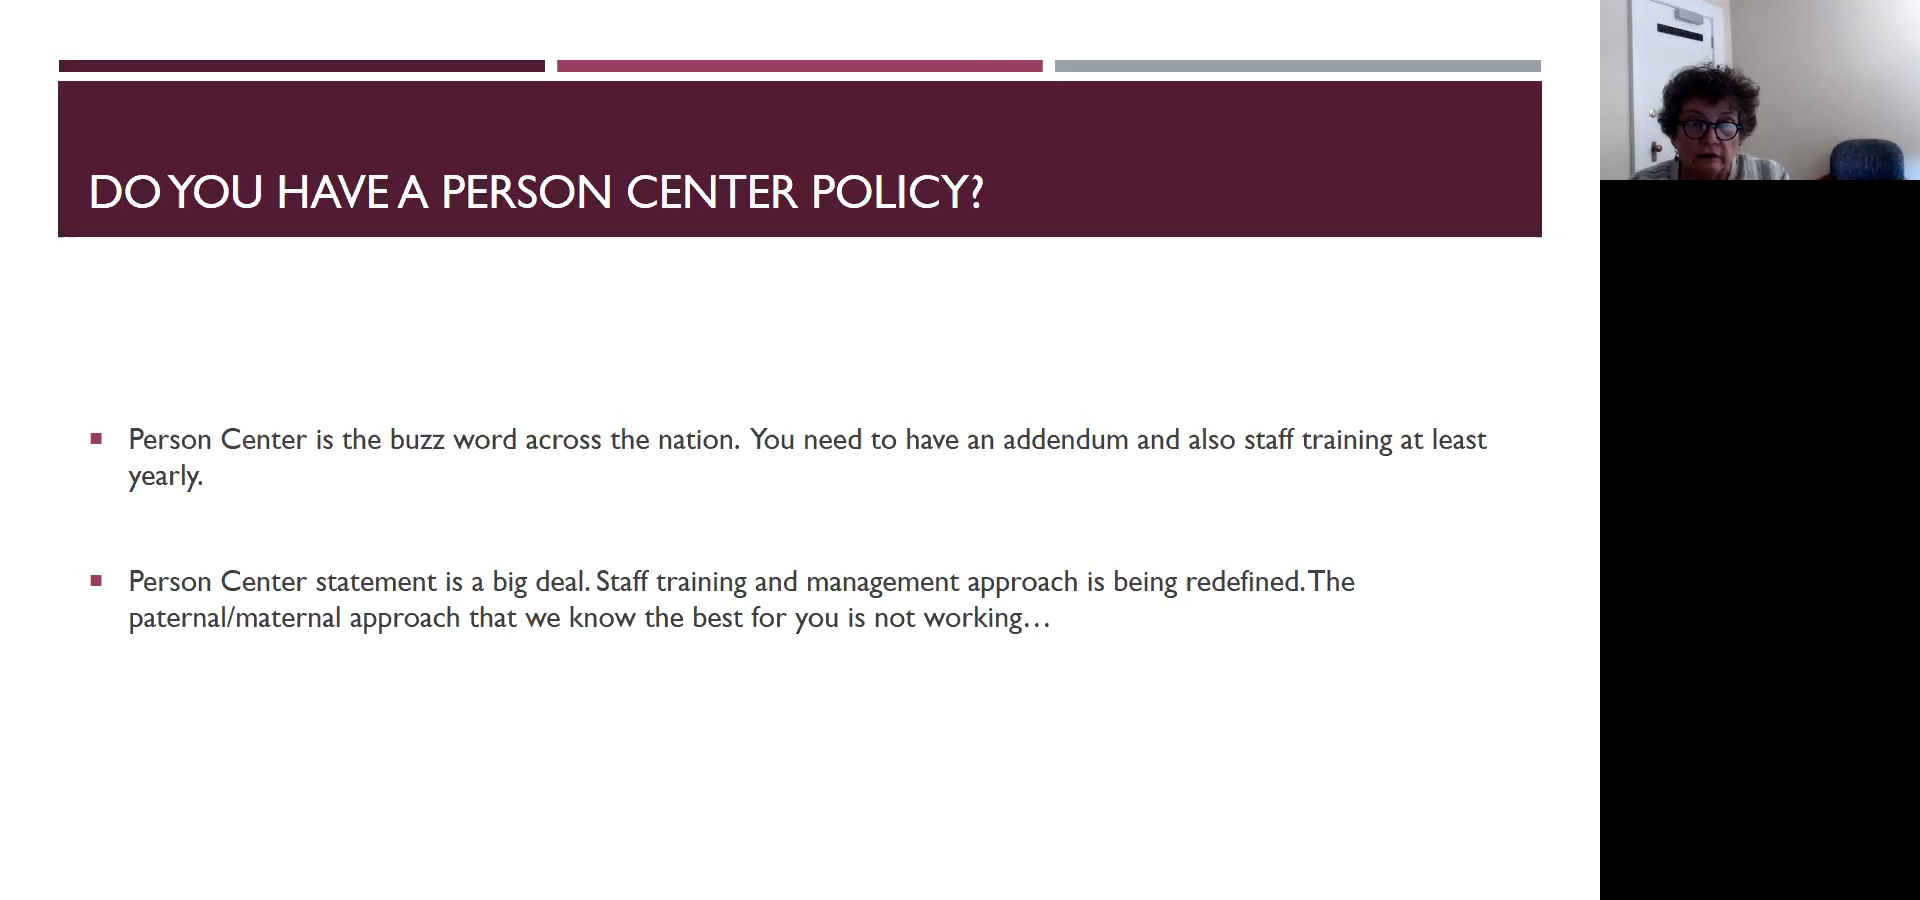 DO YOU HAVE A PERSON CENTER POLICY?
Person Center is the buzz word across the nation. You need to have an addendum and also staff training at least
yearly.
Person Center statement is a big deal. Staff training and management approach is being redefined. The
paternal/maternal approach that we know the best for you is not working…